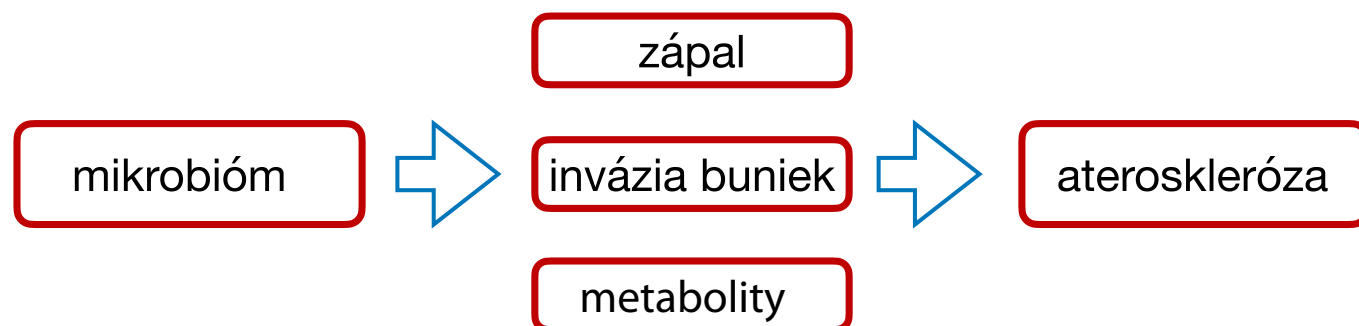 zápal
mikrobióm
invázia buniek
ateroskleróza
metabolity